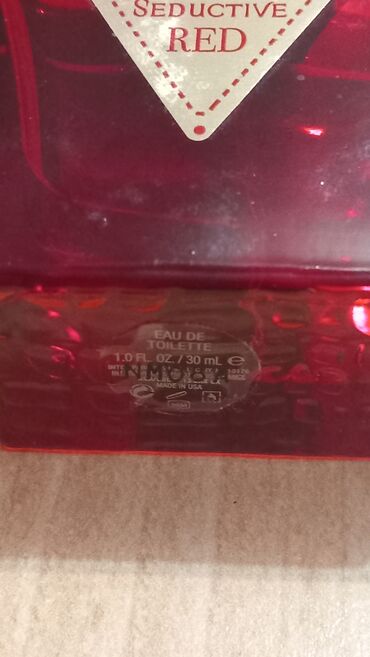 SEDUCTIVE
RED
EAU DE
TOILETTE
1.0 FL. OZ. / 30 mL ℮
MADE IN USA